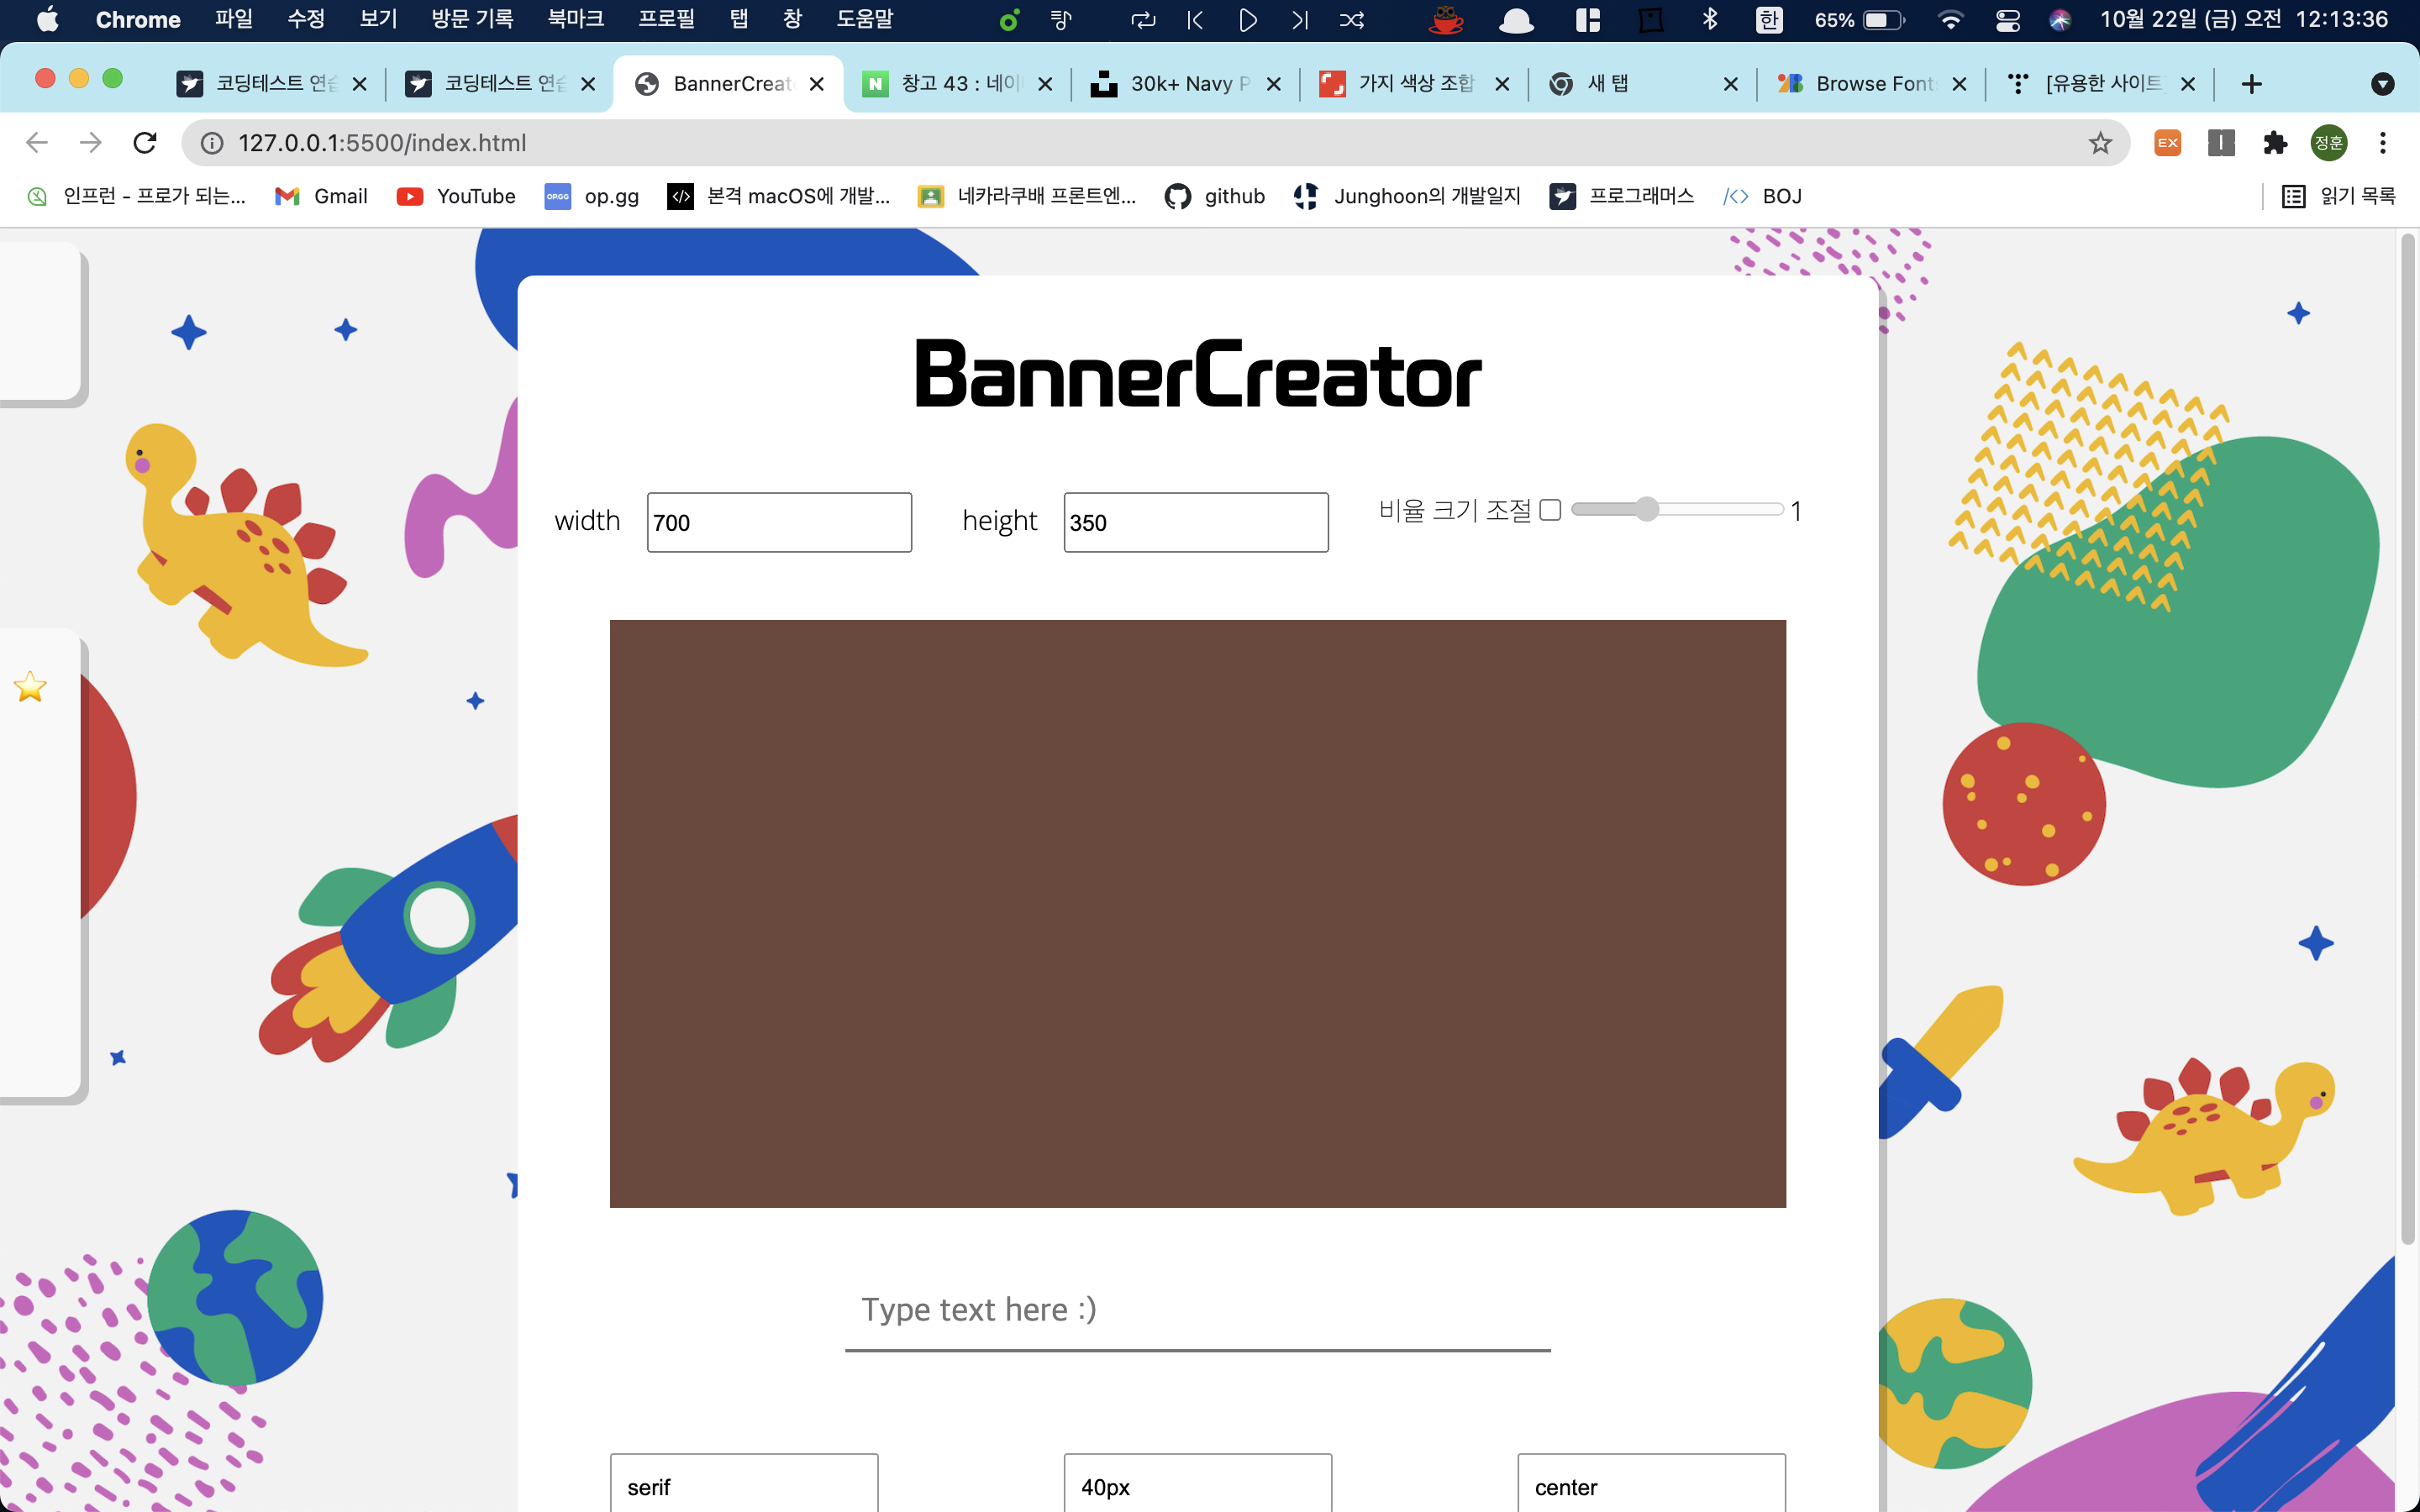 Chrome 파일 수정 보기 방문 기록 북마크 프로필 탭 창 도움말 한 65% 10월 22일 (금) 오전 12:13:36
코딩테스트 연습 코딩테스트 연습 BannerCreat N 창고 43 : 네이 30k+ Navy P 가지 색상 조합 새 탭 Browse Font [유용한 사이트
127.0.0.1:5500/index.html EX 정훈
인프런 - 프로가 되는... Gmail YouTube OP.GG op.gg 본격 macOS에 개발... 네카라쿠배 프론트엔... github Junghoon의 개발일지 프로그래머스 BOJ 읽기 목록
BannerCreator
width 700 height 350 비율 크기 조절 1
Type text here :)
serif 40px center